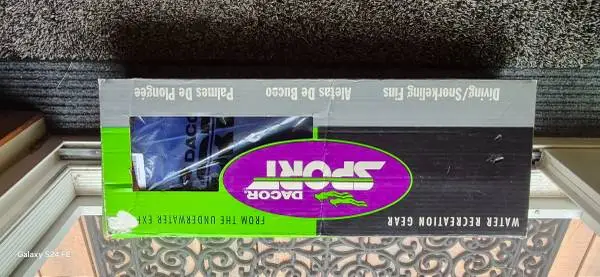 WATER RECREATION GEAR
FROM THE UNDERWATER
DACOR
SPORT
DACOR
Diving/Snorkeling Fins
Aletas De Buceo
Palmes De Plongée
Galaxy S24 FE